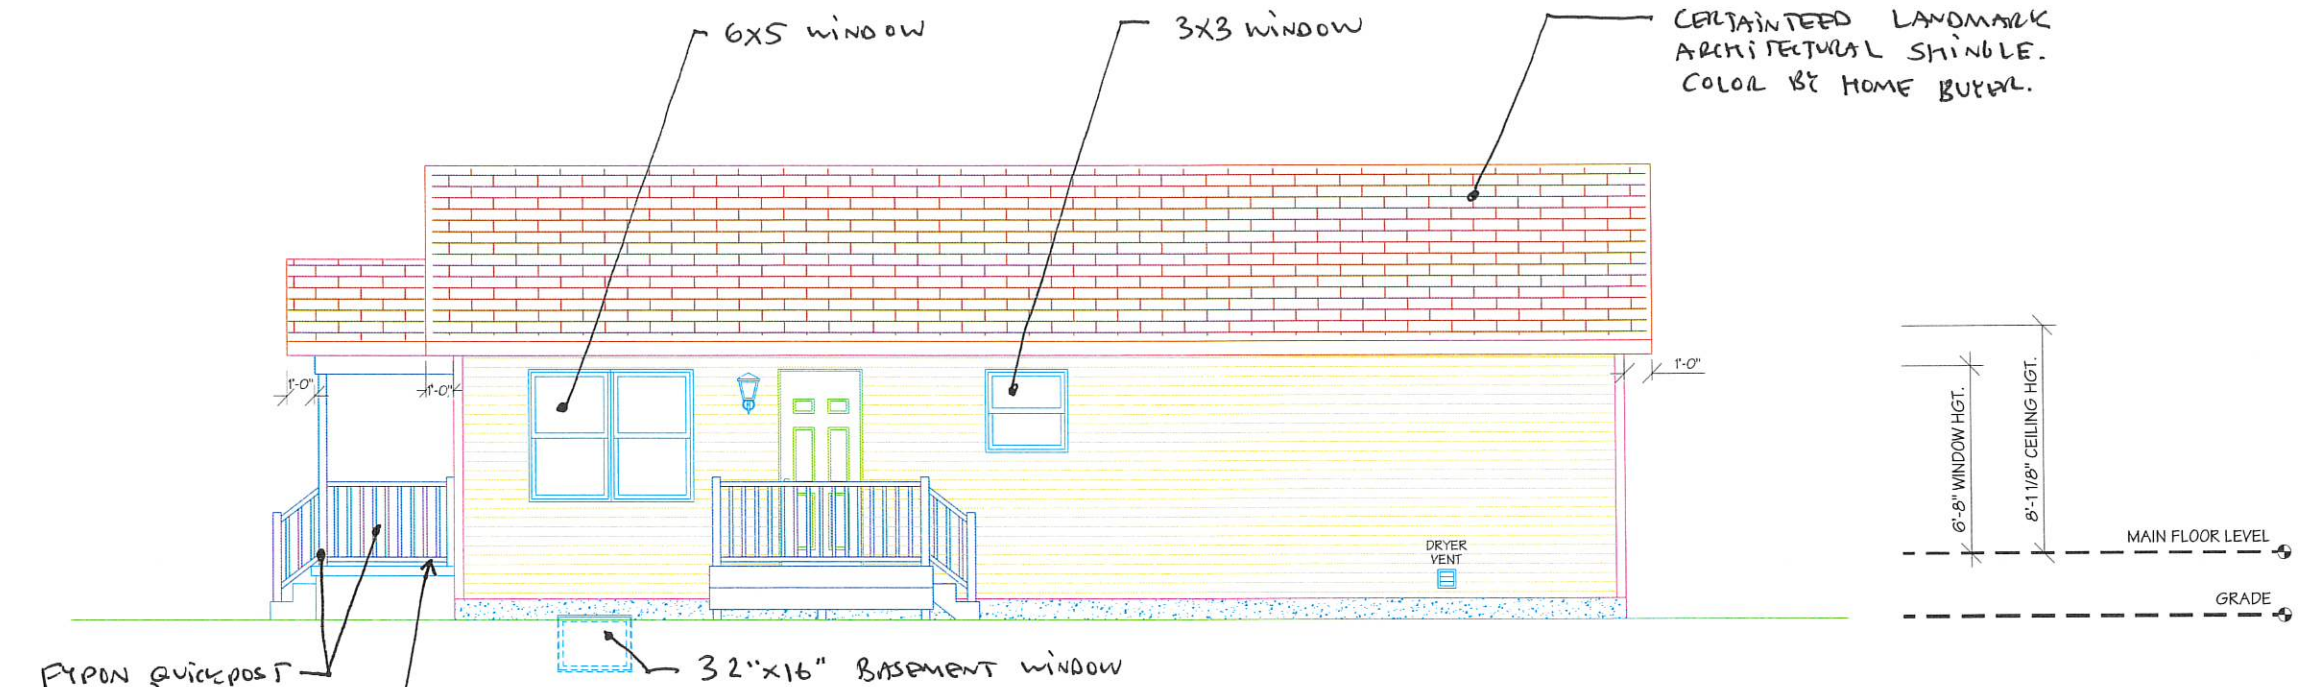 6X5 WINDOW
3X3 WINDOW
CERTAINTEED LANDMARK
ARCHITECTURAL SHINGLE.
COLOR BY HOME BUYER.
1'-0"
1'-0"
1'-0"
6'-8" WINDOW HGT.
8'-1 1/8" CEILING HGT.
DRYER
VENT
MAIN FLOOR LEVEL
GRADE
FYPON QUICKPOST
32"X16" BASEMENT WINDOW